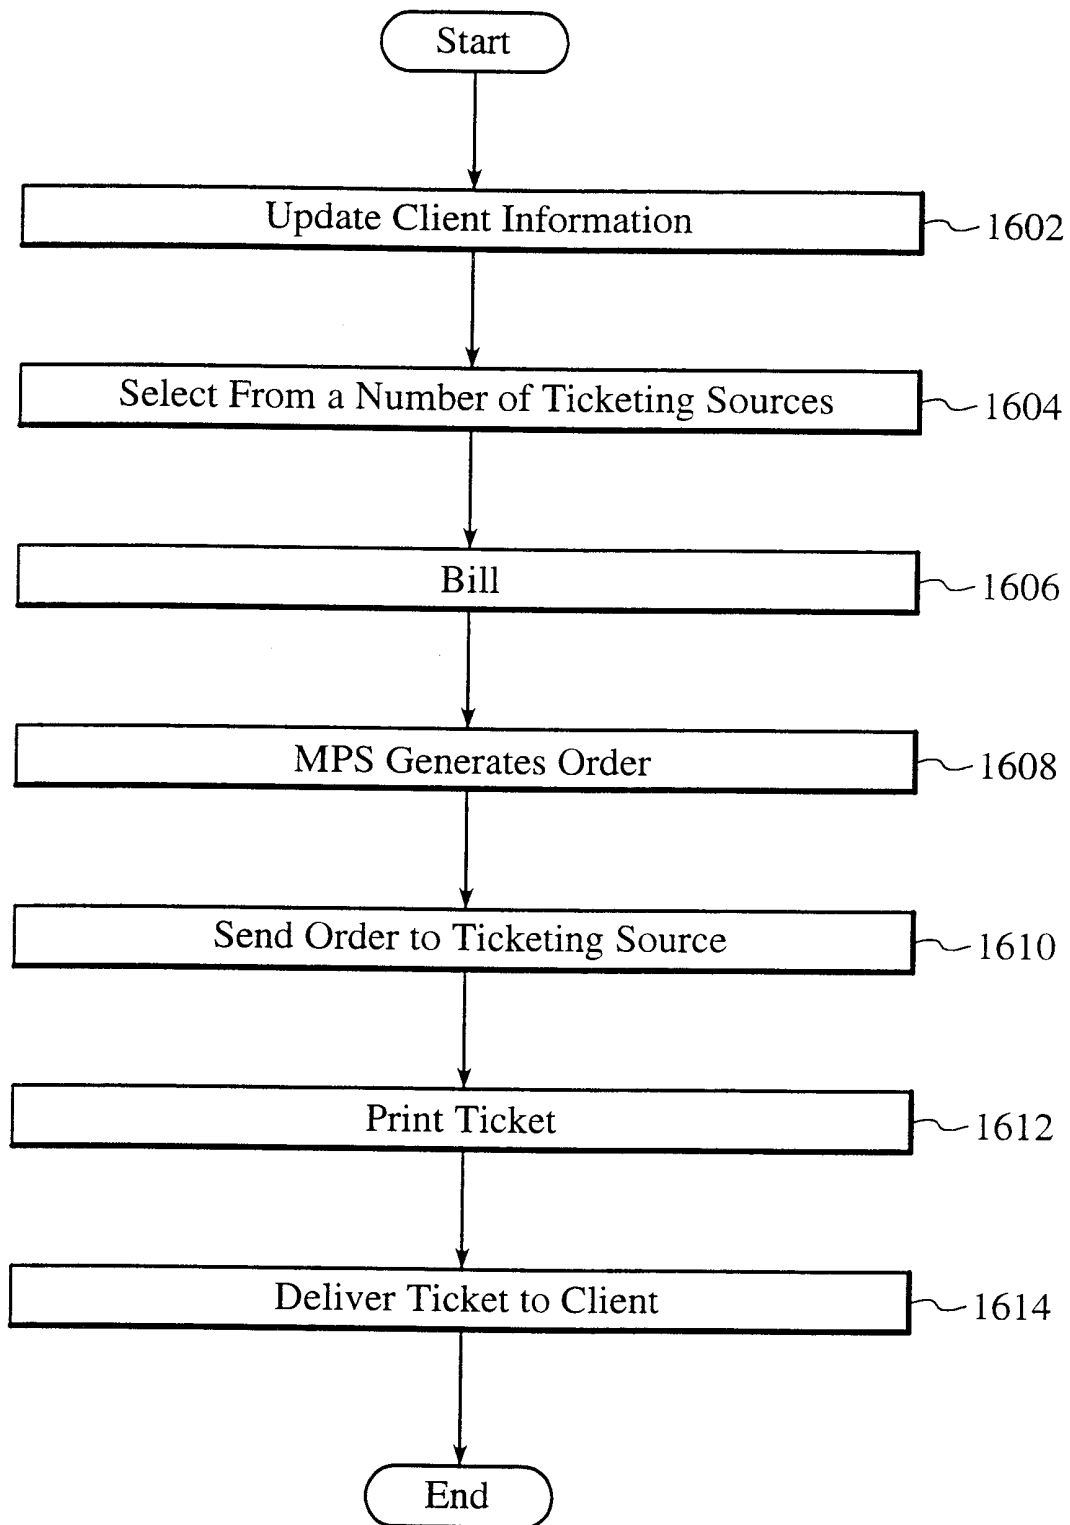 Start
Update Client Information
1602
Select From a Number of Ticketing Sources
1604
Bill
1606
MPS Generates Order
1608
Send Order to Ticketing Source
1610
Print Ticket
1612
Deliver Ticket to Client
1614
End